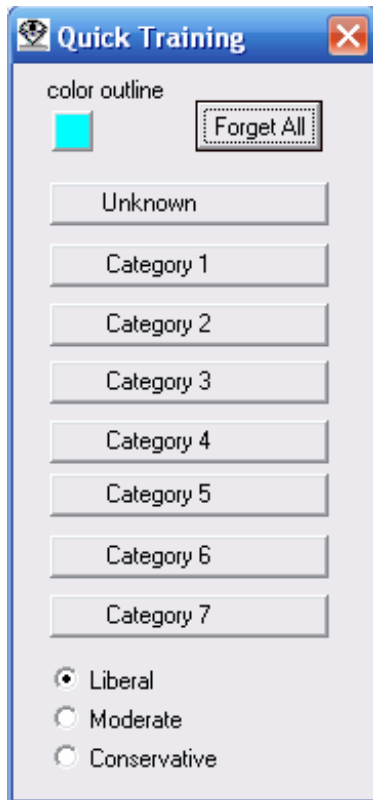 Quick Training
color outline
Forget All
Unknown
Category 1
Category 2
Category 3
Category 4
Category 5
Category 6
Category 7
Liberal
Moderate
Conservative